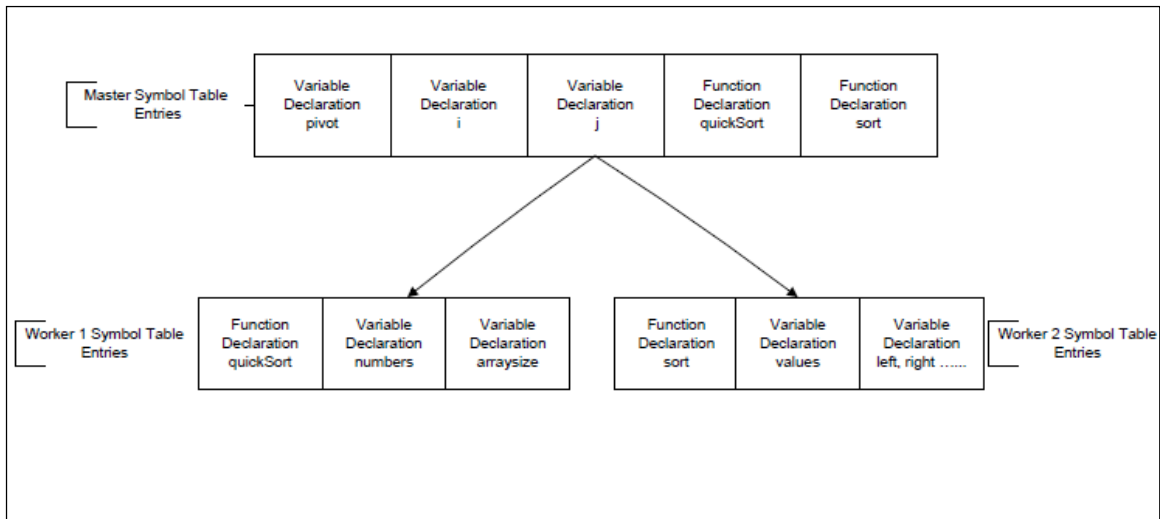 Master Symbol Table
Entries
Variable
Declaration
pivot
Variable
Declaration
i
Variable
Declaration
j
Function
Declaration
quickSort
Function
Declaration
sort
Worker 1 Symbol Table
Entries
Function
Declaration
quickSort
Variable
Declaration
numbers
Variable
Declaration
arraysize
Function
Declaration
sort
Variable
Declaration
values
Variable
Declaration
left, right …...
Worker 2 Symbol Table
Entries